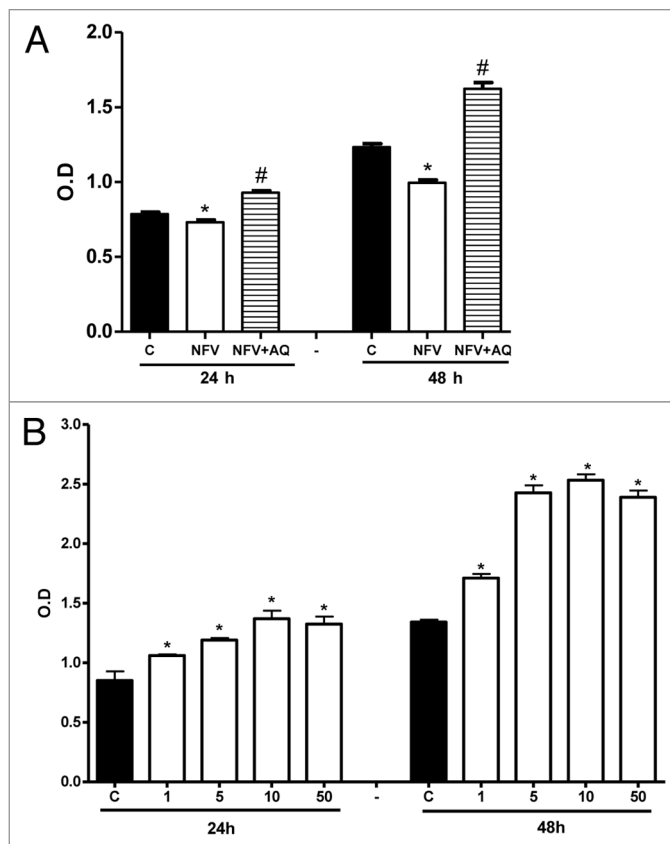 A
2.0
#
1.5
#
*
1.0
*
O.D
0.5
0.0
C NFV NFV+AQ - C NFV NFV+AQ
24 h 48 h
B
3.0
* * *
2.5
2.0
*
* *
1.5
* *
O.D
1.0
0.5
0.0
C 1 5 10 50 - C 1 5 10 50
24h 48h